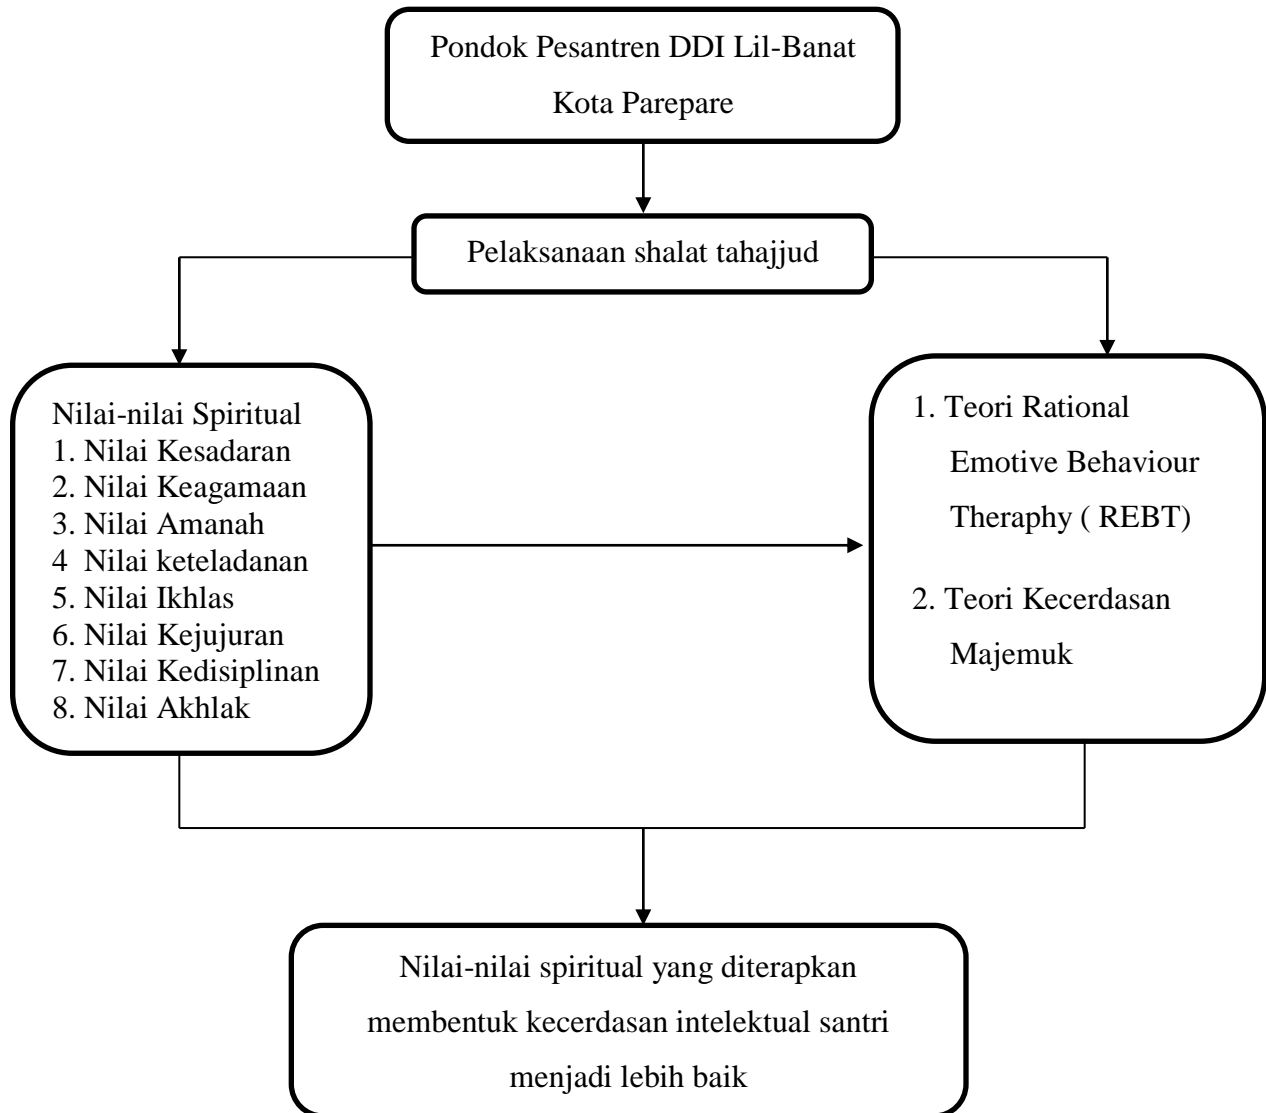 Pondok Pesantren DDI Lil-Banat
Kota Parepare
Pelaksanaan shalat tahajjud
Nilai-nilai Spiritual
1. Nilai Kesadaran
2. Nilai Keagamaan
3. Nilai Amanah
4 Nilai keteladanan
5. Nilai Ikhlas
6. Nilai Kejujuran
7. Nilai Kedisiplinan
8. Nilai Akhlak
1. Teori Rational
Emotive Behaviour
Theraphy ( REBT)
2. Teori Kecerdasan
Majemuk
Nilai-nilai spiritual yang diterapkan
membentuk kecerdasan intelektual santri
menjadi lebih baik